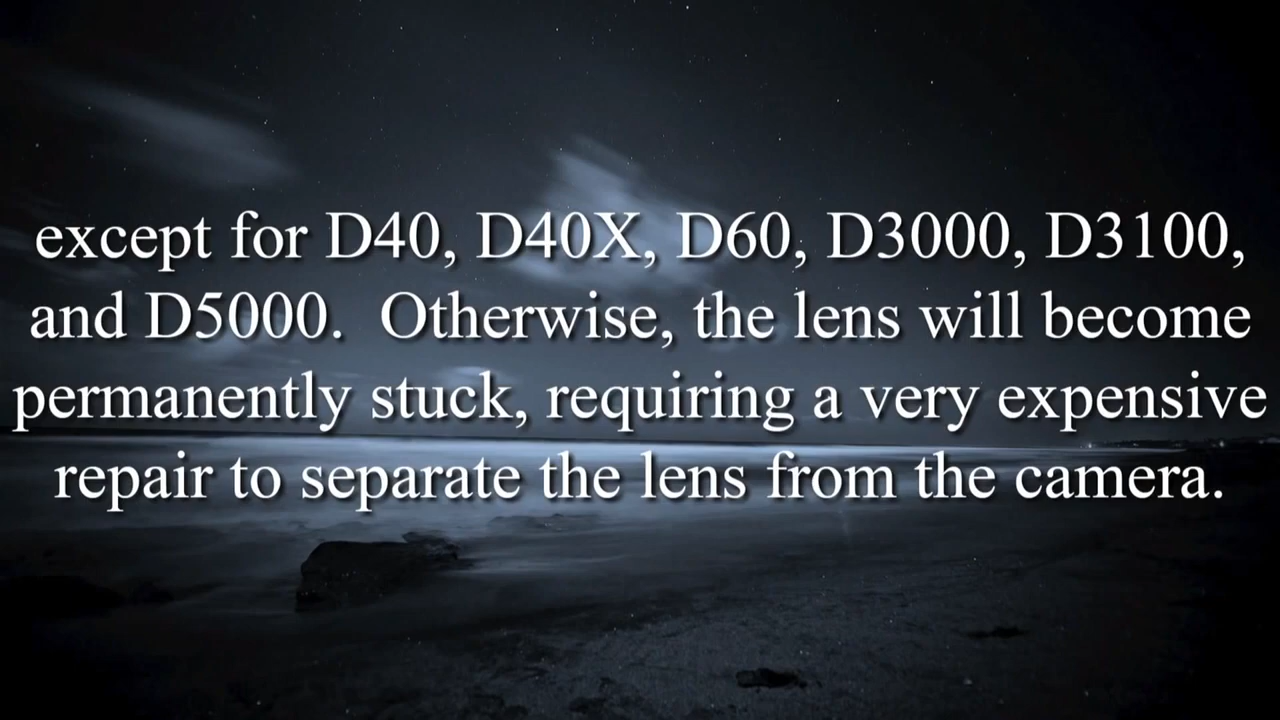 except for D40, D40X, D60, D3000, D3100,
and D5000.  Otherwise, the lens will become
permanently stuck, requiring a very expensive
repair to separate the lens from the camera.